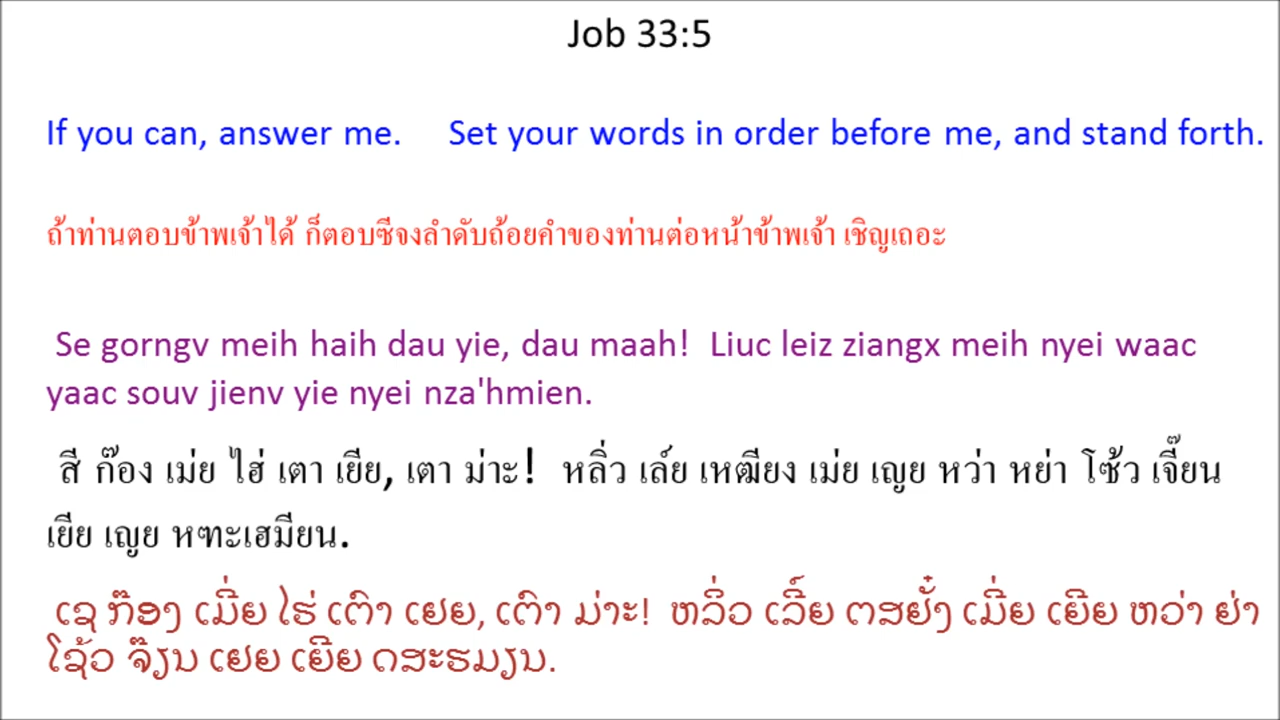 Job 33:5
If you can, answer me. Set your words in order before me, and stand forth.
ถ้าท่านตอบข้าพเจ้าได้ ก็ตอบซีจงลำดับถ้อยคำของท่านต่อหน้าข้าพเจ้า เชิญเถอะ
Se gorngv meih haih dau yie, dau maah! Liuc leiz ziangx meih nyei waac
yaac souv jienv yie nyei nza'hmien.
สี ก๊อง เม่ย ไฮ่ เตา เยีย, เตา ม่าะ! หลิ่ว เล์ย เหฒียง เม่ย เญย หว่า หย่า โซ้ว เจี๊ยน
เยีย เญย หฑะเฮมียน.
ເຊ ກ๊ອງ ເມີ່ຍ ໄຮ່ ເຕົາ ເຢຍ, ເຕົາ ມ່າະ! ຫລິ່ວ ເລີ໌ຍ ຕສຢັ໋ງ ເມີ່ຍ ເຍີຍ ຫວ່າ ຢ່າ
ໂຊ້ວ ຈ໊ຽນ ເຢຍ ເຍີຍ ດສະຮມຽນ.